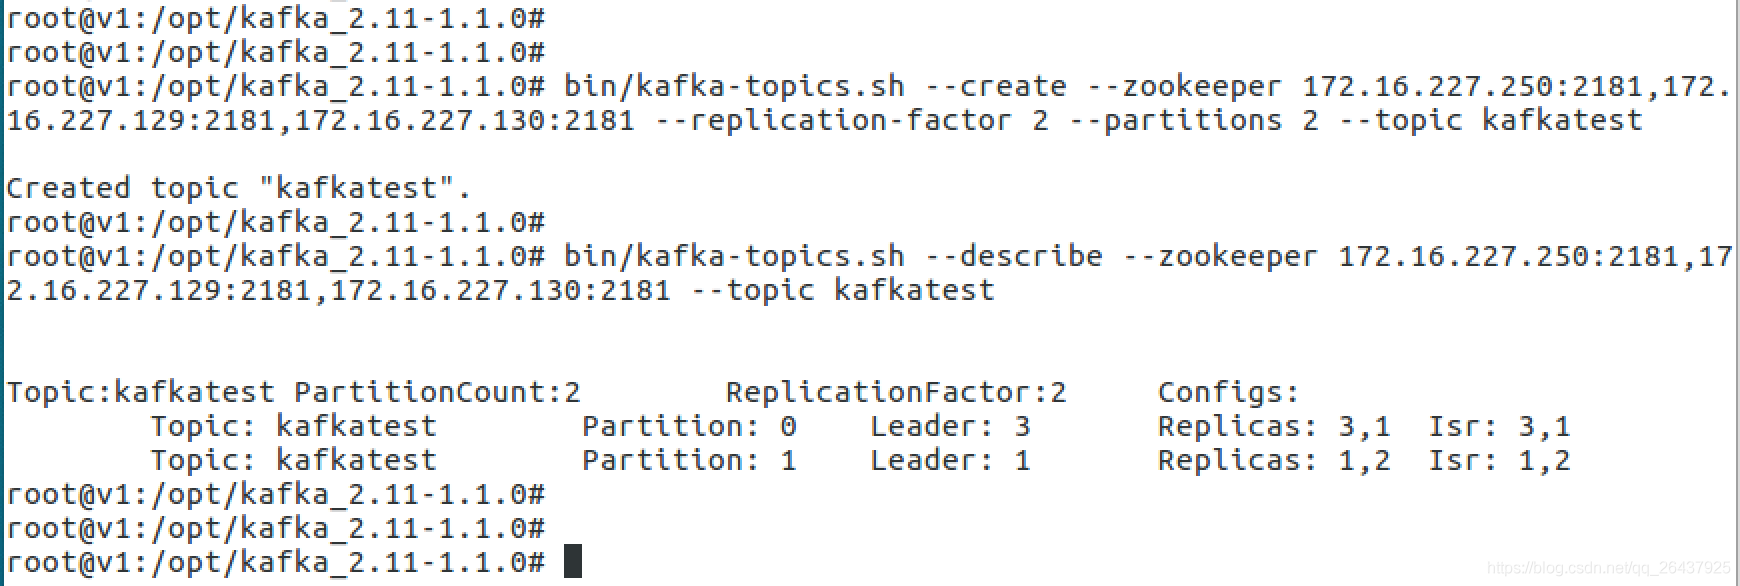 root@v1:/opt/kafka_2.11-1.1.0#
root@v1:/opt/kafka_2.11-1.1.0#
root@v1:/opt/kafka_2.11-1.1.0# bin/kafka-topics.sh --create --zookeeper 172.16.227.250:2181,172.
16.227.129:2181,172.16.227.130:2181 --replication-factor 2 --partitions 2 --topic kafkatest
Created topic "kafkatest".
root@v1:/opt/kafka_2.11-1.1.0#
root@v1:/opt/kafka_2.11-1.1.0# bin/kafka-topics.sh --describe --zookeeper 172.16.227.250:2181,17
2.16.227.129:2181,172.16.227.130:2181 --topic kafkatest
Topic:kafkatest PartitionCount:2        ReplicationFactor:2     Configs:
        Topic: kafkatest        Partition: 0    Leader: 3       Replicas: 3,1  Isr: 3,1
        Topic: kafkatest        Partition: 1    Leader: 1       Replicas: 1,2  Isr: 1,2
root@v1:/opt/kafka_2.11-1.1.0#
root@v1:/opt/kafka_2.11-1.1.0#
root@v1:/opt/kafka_2.11-1.1.0#
https://blog.csdn.net/qq_26437925